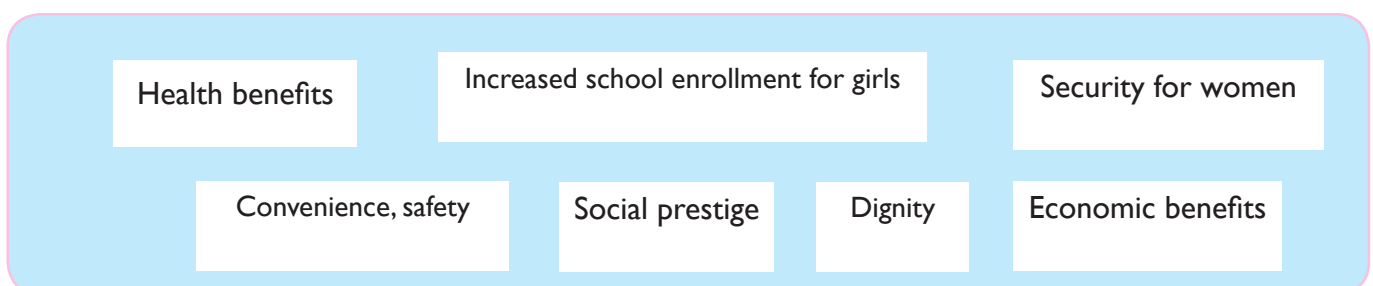 Health benefits
Increased school enrollment for girls
Security for women
Convenience, safety
Social prestige
Dignity
Economic benefits